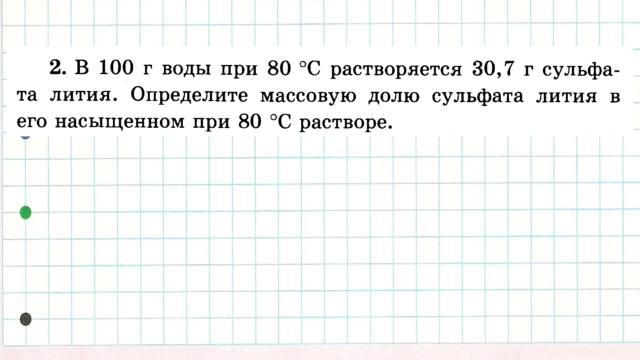 2. В 100 г воды при 80 °С растворяется 30,7 г сульфа-
та лития. Определите массовую долю сульфата лития в
его насыщенном при 80 °С растворе.